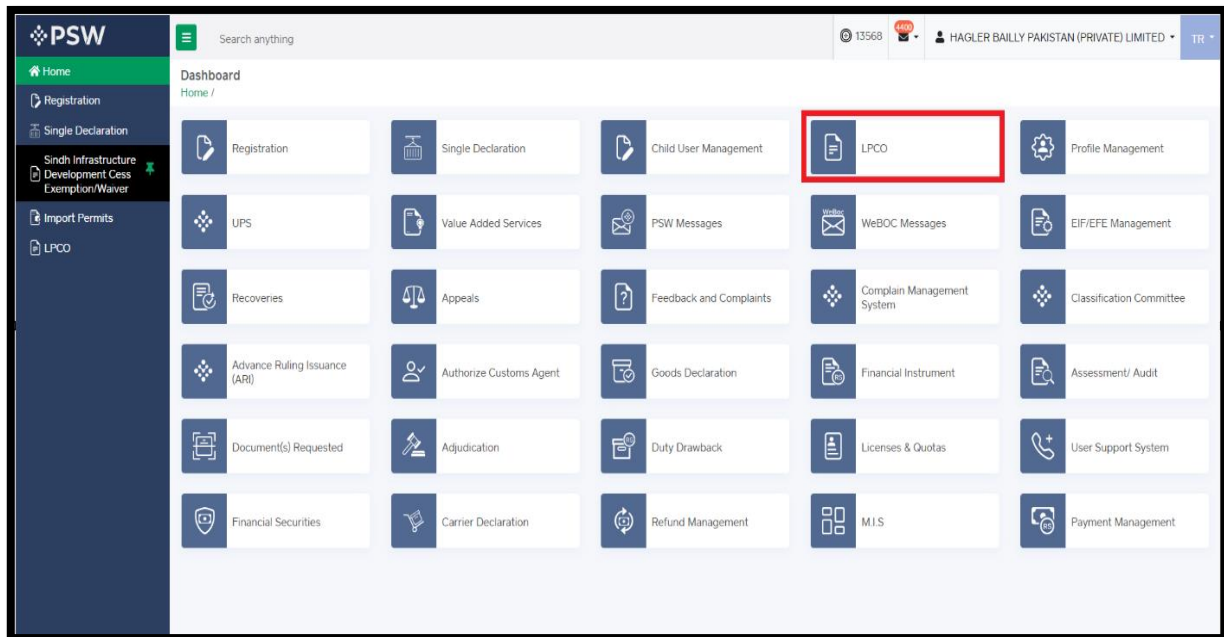 PSW
Search anything
13568
4400
HAGLER BAILLY PAKISTAN (PRIVATE) LIMITED
TR
Home
Registration
Single Declaration
Sindh Infrastructure
Development Cess
Exemption/Waiver
Import Permits
LPCO
Dashboard
Home /
Registration
Single Declaration
Child User Management
LPCO
Profile Management
UPS
Value Added Services
PSW Messages
WeBOC
WeBOC Messages
EIF/EFE Management
Recoveries
Appeals
Feedback and Complaints
Complain Management
System
Classification Committee
Advance Ruling Issuance
(ARI)
Authorize Customs Agent
Goods Declaration
RS
Financial Instrument
Assessment/ Audit
Document(s) Requested
Adjudication
RS
Duty Drawback
Licenses & Quotas
User Support System
Financial Securities
Carrier Declaration
Refund Management
M.I.S
RS
Payment Management